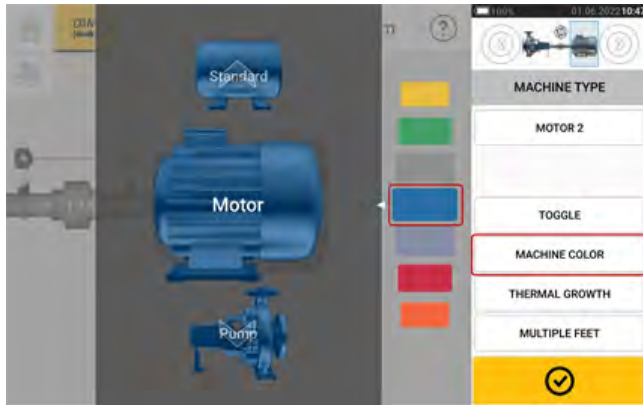 100% 01.06.2022 10:47
?
Standard
Motor
Pump
MACHINE TYPE
MOTOR 2
TOGGLE
MACHINE COLOR
THERMAL GROWTH
MULTIPLE FEET